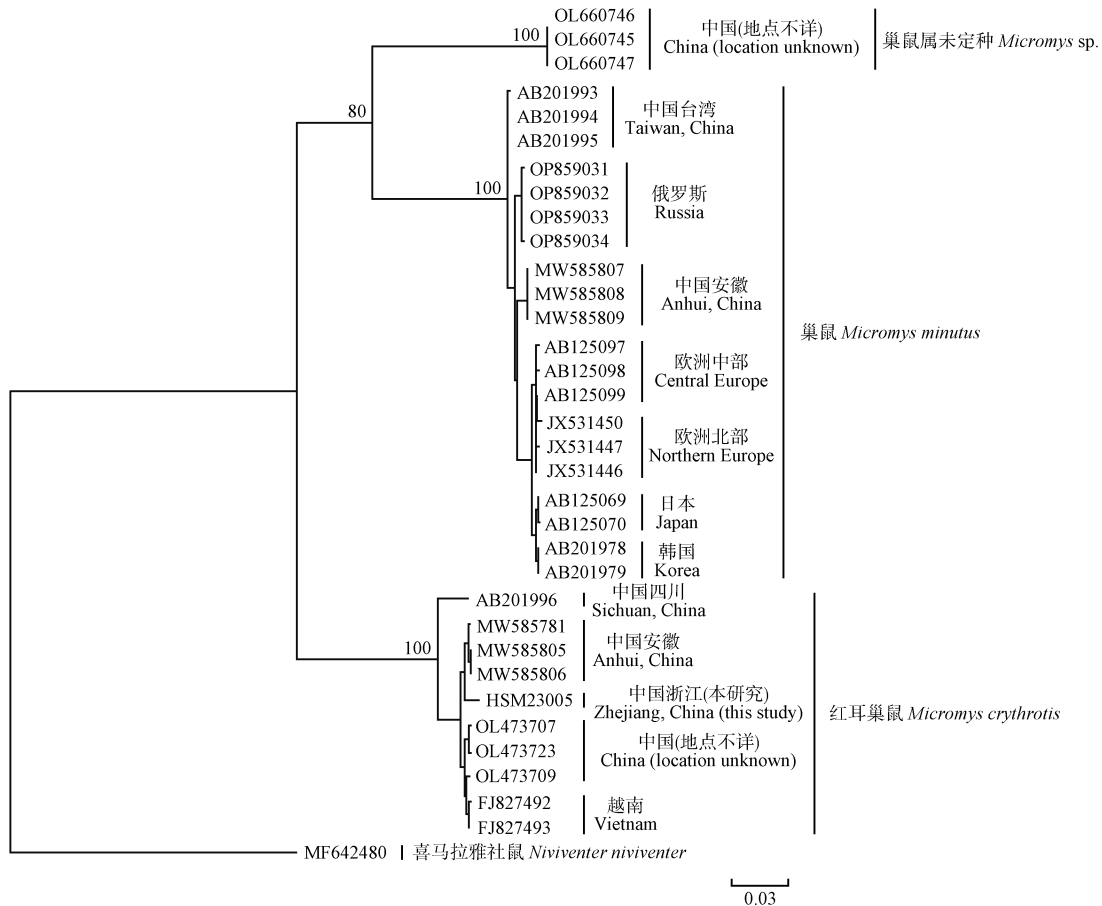 OL660746
OL660745
OL660747
100
中国(地点不详)
China (location unknown)
巢鼠属未定种 Micromys sp.
80
AB201993
AB201994
AB201995
中国台湾
Taiwan, China
100
OP859031
OP859032
OP859033
OP859034
俄罗斯
Russia
MW585807
MW585808
MW585809
中国安徽
Anhui, China
巢鼠 Micromys minutus
AB125097
AB125098
AB125099
欧洲中部
Central Europe
JX531450
JX531447
JX531446
欧洲北部
Northern Europe
AB125069
AB125070
日本
Japan
AB201978
AB201979
韩国
Korea
100
AB201996
中国四川
Sichuan, China
MW585781
MW585805
MW585806
中国安徽
Anhui, China
HSM23005
中国浙江(本研究)
Zhejiang, China (this study)
红耳巢鼠 Micromys crythrotis
OL473707
OL473723
OL473709
中国(地点不详)
China (location unknown)
FJ827492
FJ827493
越南
Vietnam
MF642480
喜马拉雅社鼠 Niviventer niviventer
0.03